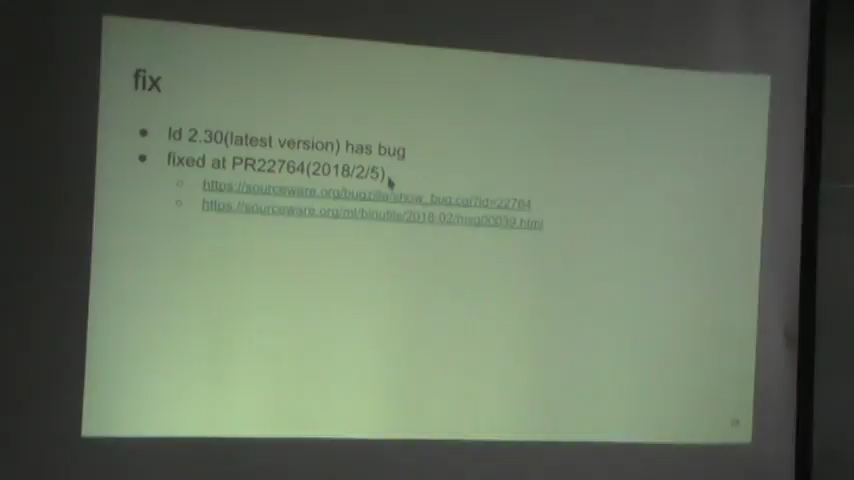 fix
ld 2.30(latest version) has bug
fixed at PR22764(2018/2/5)
https://sourceware.org/bugzilla/show_bug.cgi?id=22764
https://sourceware.org/ml/binutils/2018-02/msg00039.html